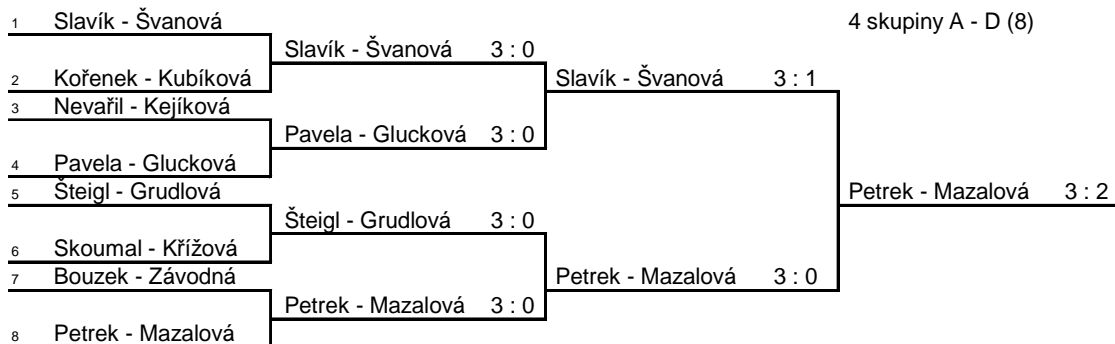 1 Slavík - Švanová
4 skupiny A - D (8)
Slavík - Švanová 3 : 0
2 Kořenek - Kubíková
Slavík - Švanová 3 : 1
3 Nevařil - Kejíková
Pavela - Glucková 3 : 0
4 Pavela - Glucková
5 Šteigl - Grudlová
Petrek - Mazalová 3 : 2
Šteigl - Grudlová 3 : 0
6 Skoumal - Křížová
7 Bouzek - Závodná
Petrek - Mazalová 3 : 0
Petrek - Mazalová 3 : 0
8 Petrek - Mazalová